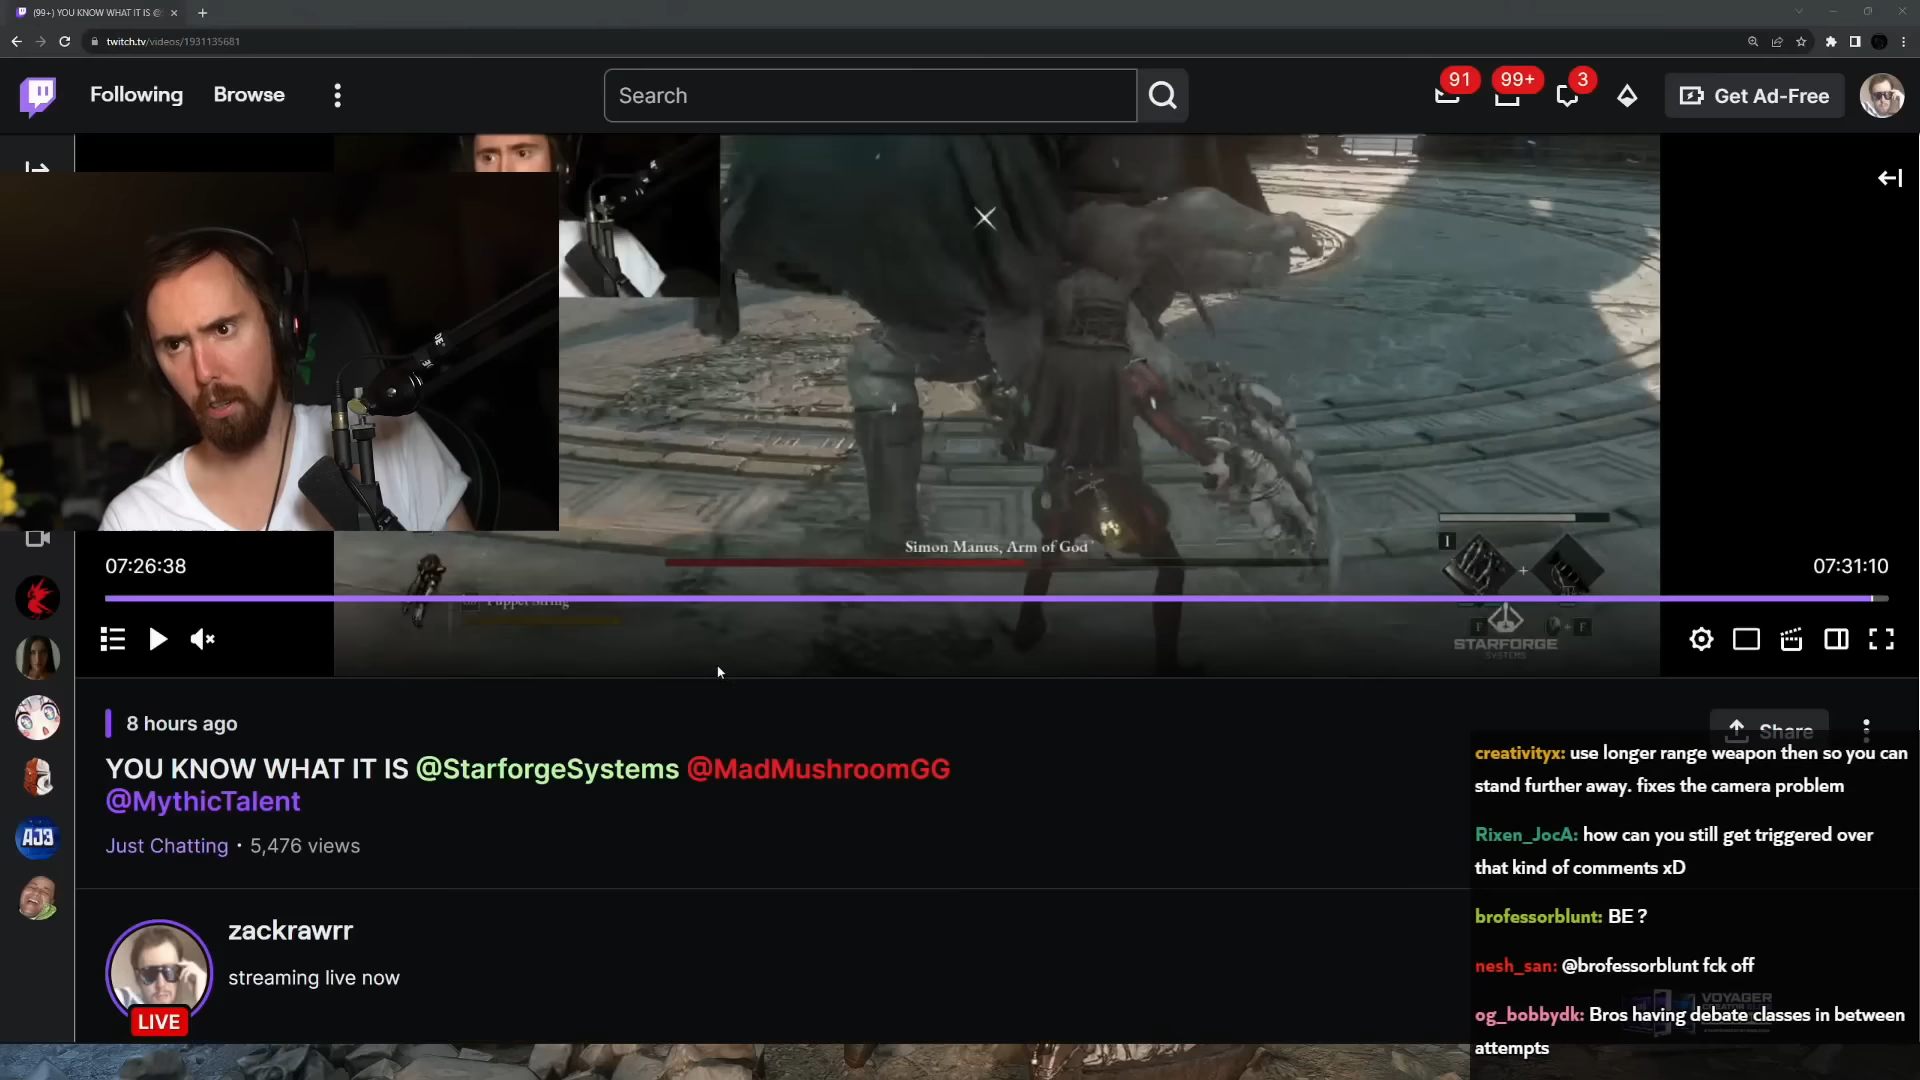 (99+) YOU KNOW WHAT IT IS @
twitch.tv/videos/1931135681
Following
Browse
Search
91
99+
3
Get Ad-Free
Simon Manus, Arm of God
I
07:26:38
07:31:10
Puppet String
F
+
+ F
STARFORGE
SYSTEMS
8 hours ago
Share
YOU KNOW WHAT IT IS @StarforgeSystems @MadMushroomGG
@MythicTalent
Just Chatting • 5,476 views
zackrawrr
streaming live now
LIVE
AJ3
creativityx: use longer range weapon then so you can
stand further away. fixes the camera problem
Rixen_JocA: how can you still get triggered over
that kind of comments xD
brofessorblunt: BE ?
nesh_san: @brofessorblunt fck off
VOYAGER
og_bobbydk: Bros having debate classes in between
attempts